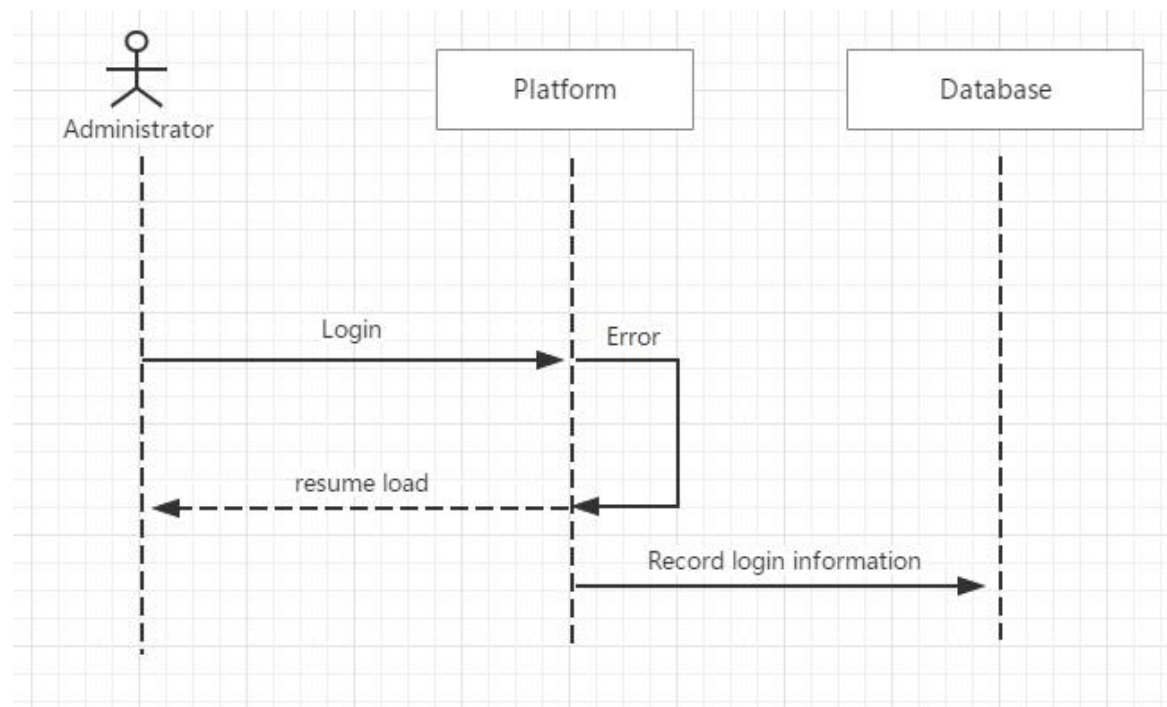 Platform
Database
Administrator
Login
Error
resume load
Record login information